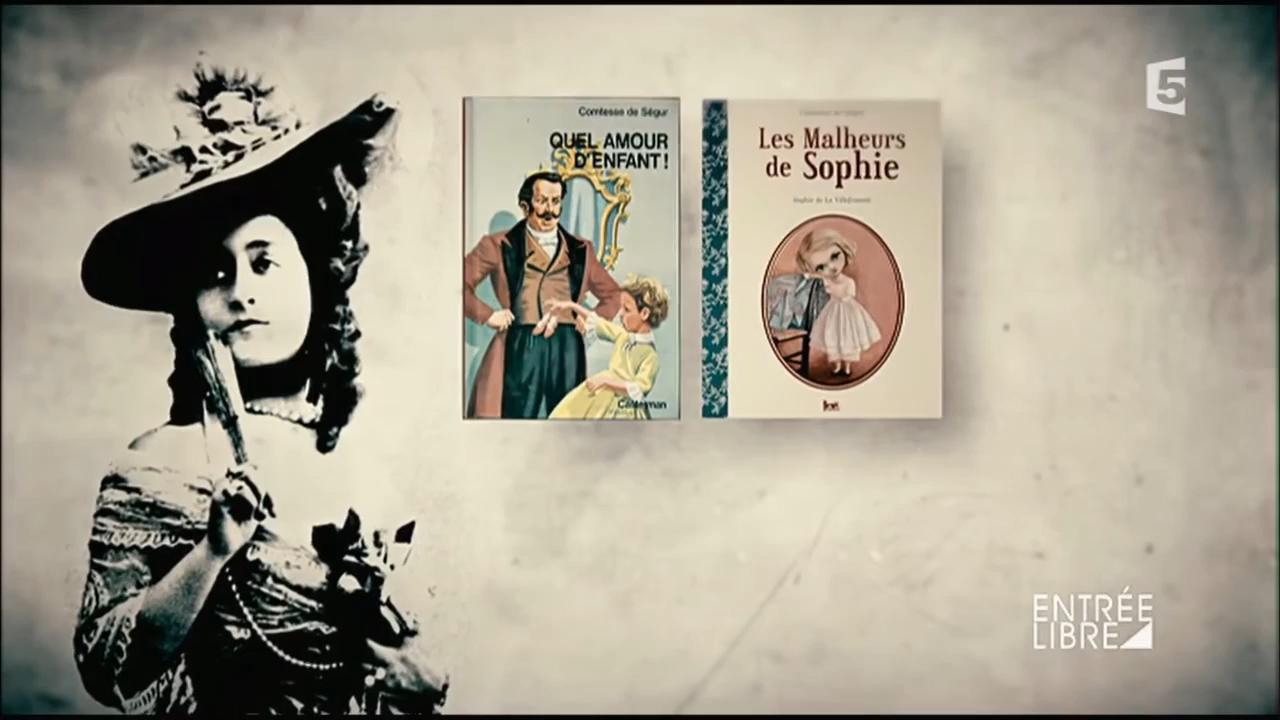 5
Comtesse de Ségur
QUEL AMOUR
D'ENFANT !
Casterman
Les Malheurs
de Sophie
ENTRÉE
LIBRE